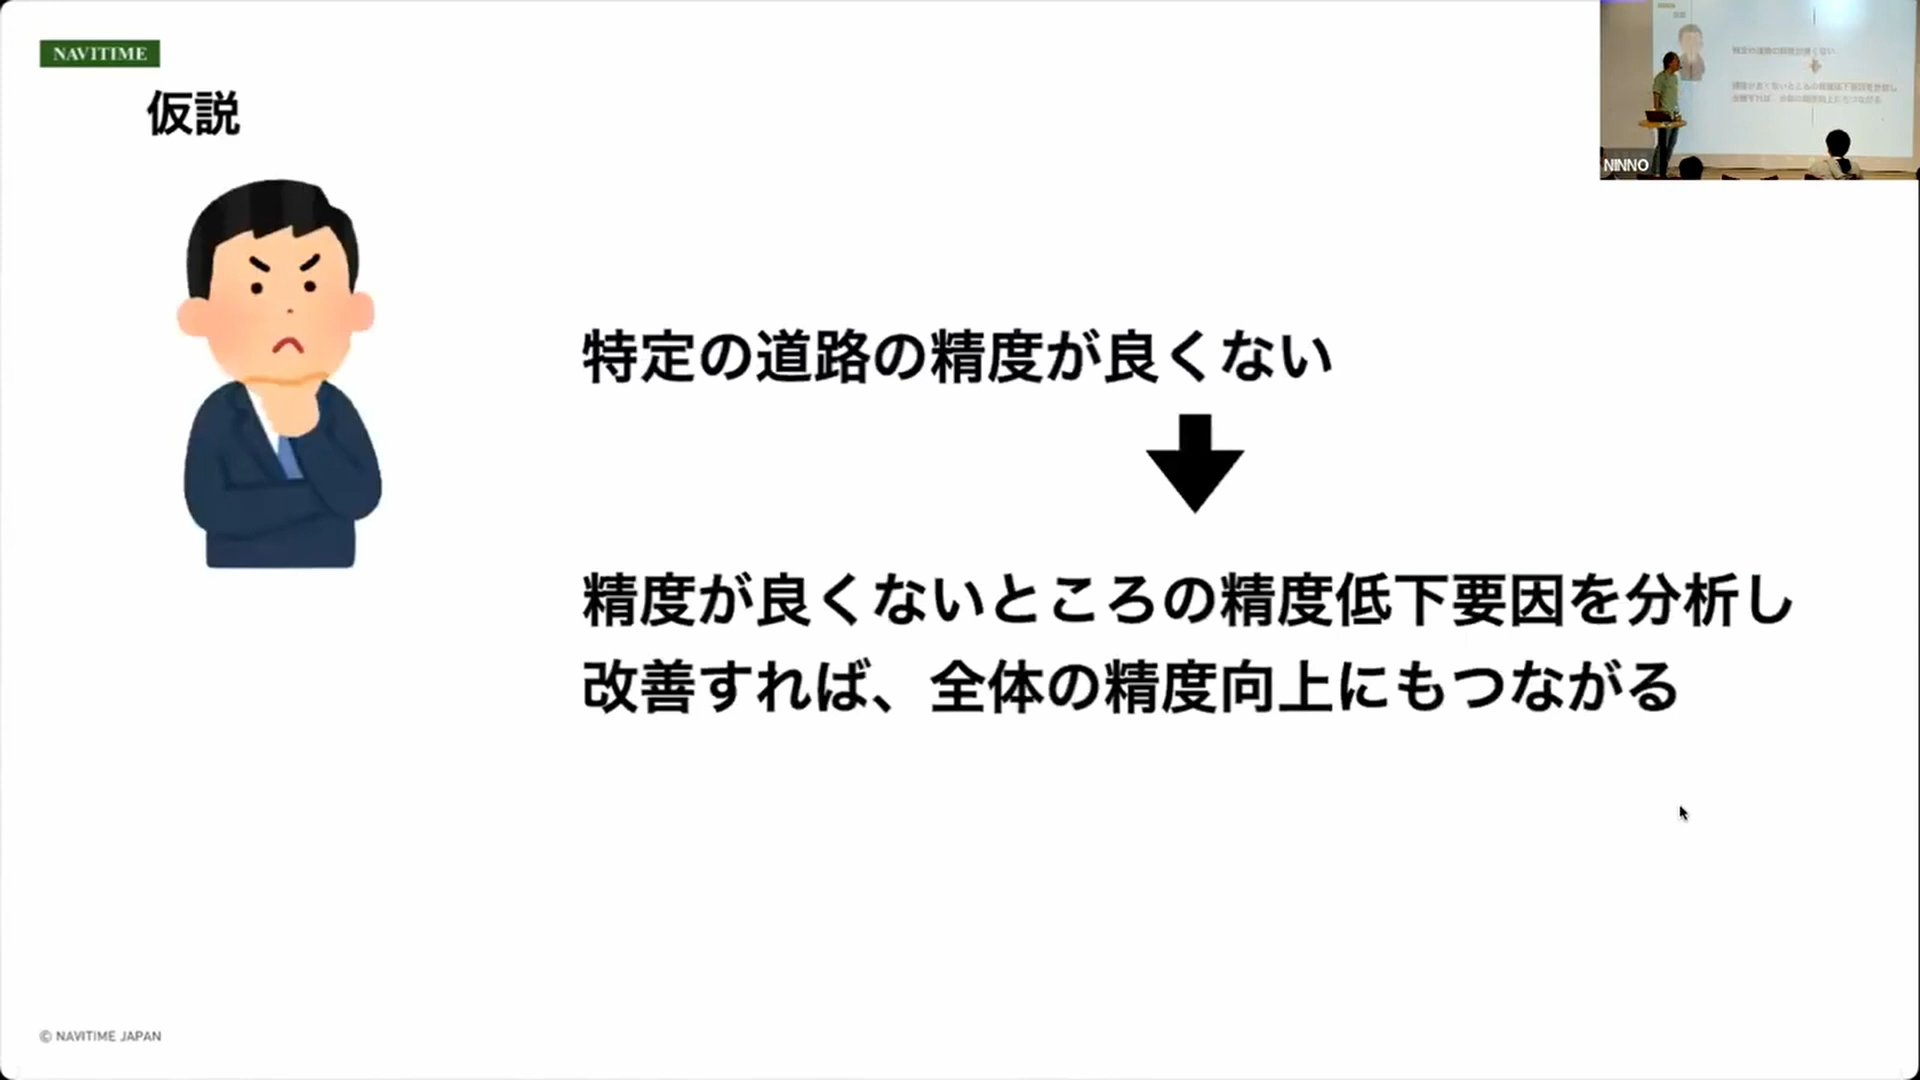 NAVITIME
仮説
特定の道路の精度が良くない
精度が良くないところの精度低下要因を分析し
改善すれば、全体の精度向上にもつながる
NINNO
© NAVITIME JAPAN